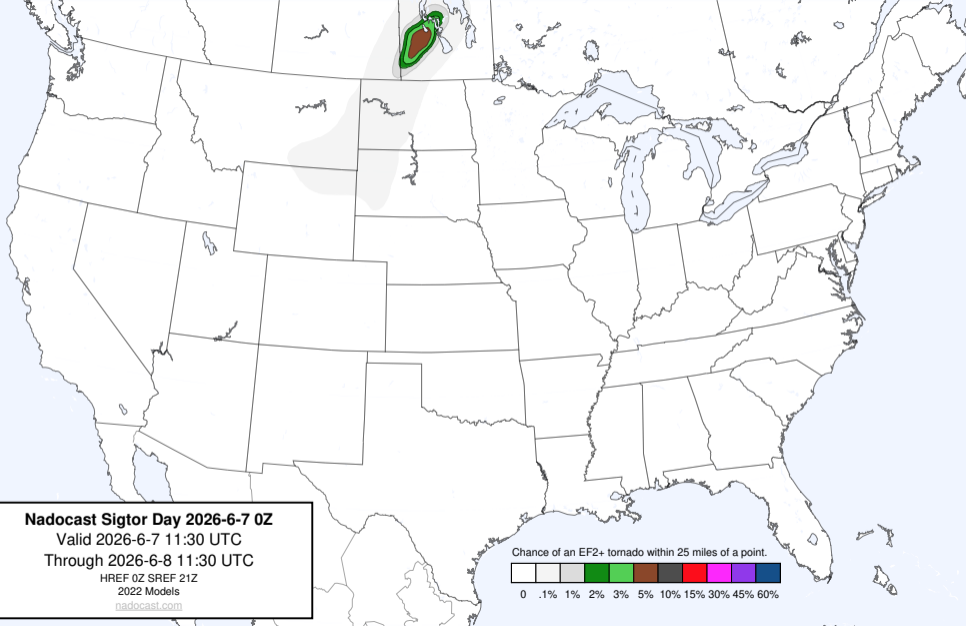 Nadocast Sigtor Day 2026-6-7 0Z
Valid 2026-6-7 11:30 UTC
Through 2026-6-8 11:30 UTC
HREF 0Z SREF 21Z
2022 Models
nadocast.com
Chance of an EF2+ tornado within 25 miles of a point.
0 .1% 1% 2% 3% 5% 10% 15% 30% 45% 60%